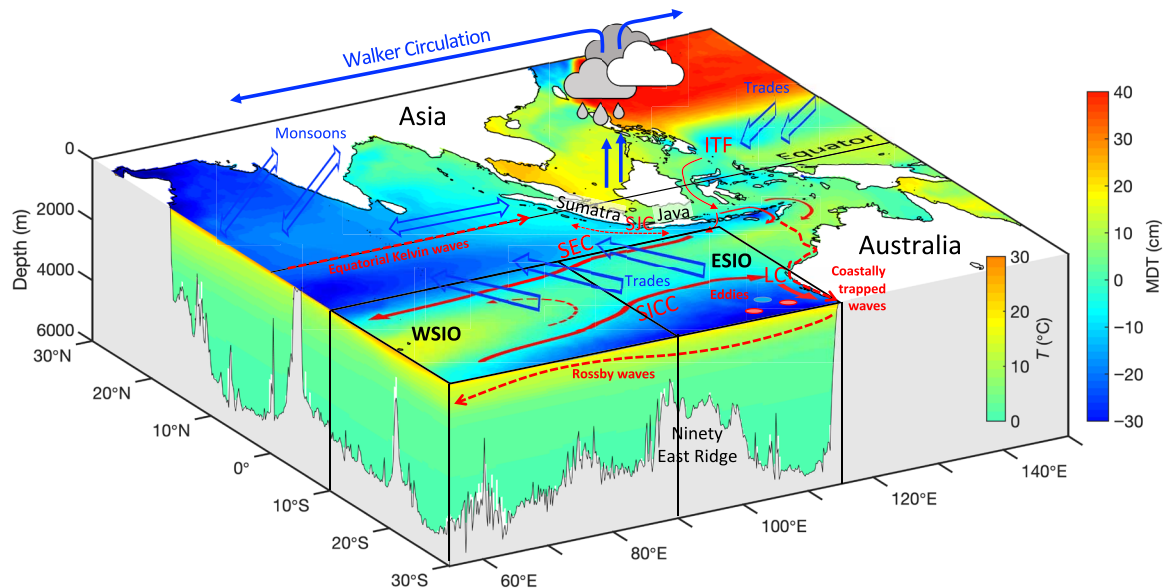 Walker Circulation
Asia
Monsoons
Trades
ITF
Equator
Sumatra
Java
SJC
Australia
Equatorial Kelvin waves
SEC
ESIO
Trades
LC
Coastally
trapped
waves
Eddies
SICC
WSIO
Rossby waves
Ninety
East Ridge
Depth (m)
0
2000
4000
6000
30°N
20°N
10°N
0°
10°S
20°S
30°S
60°E
80°E
100°E
120°E
140°E
30
20
10
0
T (°C)
40
30
20
10
0
−10
−20
−30
MDT (cm)